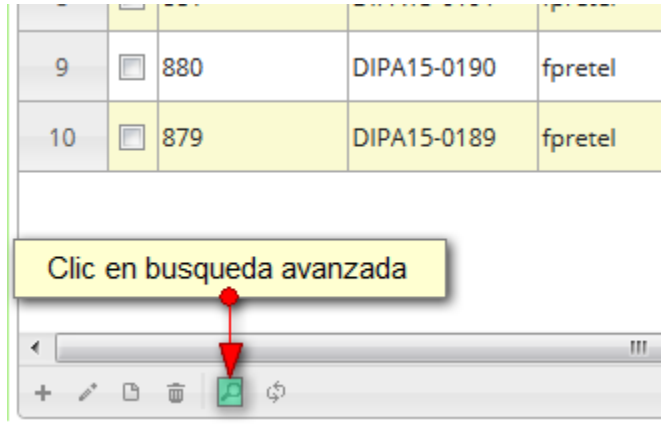 9 880 DIPA15-0190 fpretel
10 879 DIPA15-0189 fpretel
Clic en busqueda avanzada